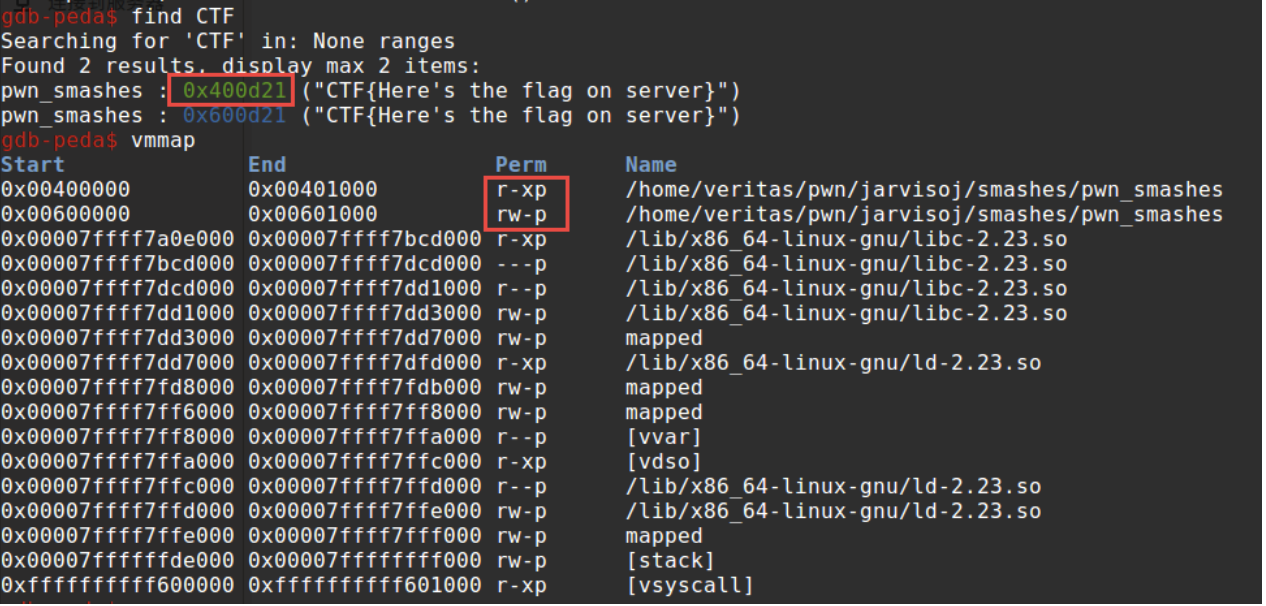 gdb-peda$ find CTF
Searching for 'CTF' in: None ranges
Found 2 results, display max 2 items:
pwn_smashes : 0x400d21 ("CTF{Here's the flag on server}")
pwn_smashes : 0x600d21 ("CTF{Here's the flag on server}")
gdb-peda$ vmmap
Start End Perm Name
0x00400000 0x00401000 r-xp /home/veritas/pwn/jarvisoj/smashes/pwn_smashes
0x00600000 0x00601000 rw-p /home/veritas/pwn/jarvisoj/smashes/pwn_smashes
0x00007ffff7a0e000 0x00007ffff7bcd000 r-xp /lib/x86_64-linux-gnu/libc-2.23.so
0x00007ffff7bcd000 0x00007ffff7dcd000 ---p /lib/x86_64-linux-gnu/libc-2.23.so
0x00007ffff7dcd000 0x00007ffff7dd1000 r--p /lib/x86_64-linux-gnu/libc-2.23.so
0x00007ffff7dd1000 0x00007ffff7dd3000 rw-p /lib/x86_64-linux-gnu/libc-2.23.so
0x00007ffff7dd3000 0x00007ffff7dd7000 rw-p mapped
0x00007ffff7dd7000 0x00007ffff7dfd000 r-xp /lib/x86_64-linux-gnu/ld-2.23.so
0x00007ffff7fd8000 0x00007ffff7fdb000 rw-p mapped
0x00007ffff7ff6000 0x00007ffff7ff8000 rw-p mapped
0x00007ffff7ff8000 0x00007ffff7ffa000 r--p [vvar]
0x00007ffff7ffa000 0x00007ffff7ffc000 r-xp [vdso]
0x00007ffff7ffc000 0x00007ffff7ffd000 r--p /lib/x86_64-linux-gnu/ld-2.23.so
0x00007ffff7ffd000 0x00007ffff7ffe000 rw-p /lib/x86_64-linux-gnu/ld-2.23.so
0x00007ffff7ffe000 0x00007ffff7fff000 rw-p mapped
0x00007ffffffde000 0x00007ffffffff000 rw-p [stack]
0xffffffffff600000 0xffffffffff601000 r-xp [vsyscall]